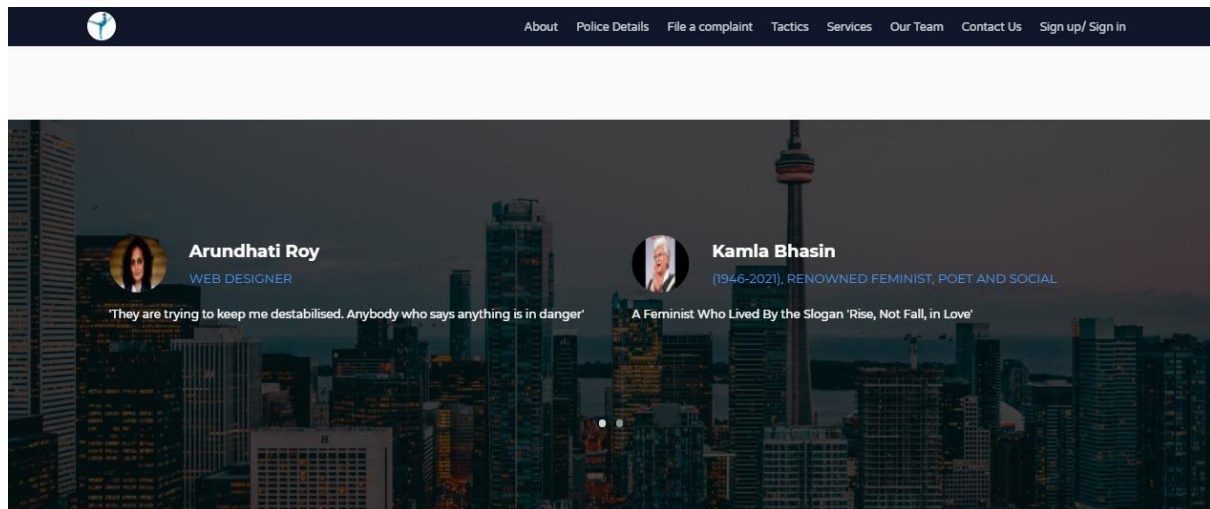 About Police Details File a complaint Tactics Services Our Team Contact Us Sign up/ Sign in
Arundhati Roy
WEB DESIGNER
'They are trying to keep me destabilised. Anybody who says anything is in danger'
Kamla Bhasin
(1946-2021), RENOWNED FEMINIST, POET AND SOCIAL
A Feminist Who Lived By the Slogan 'Rise, Not Fall, in Love'